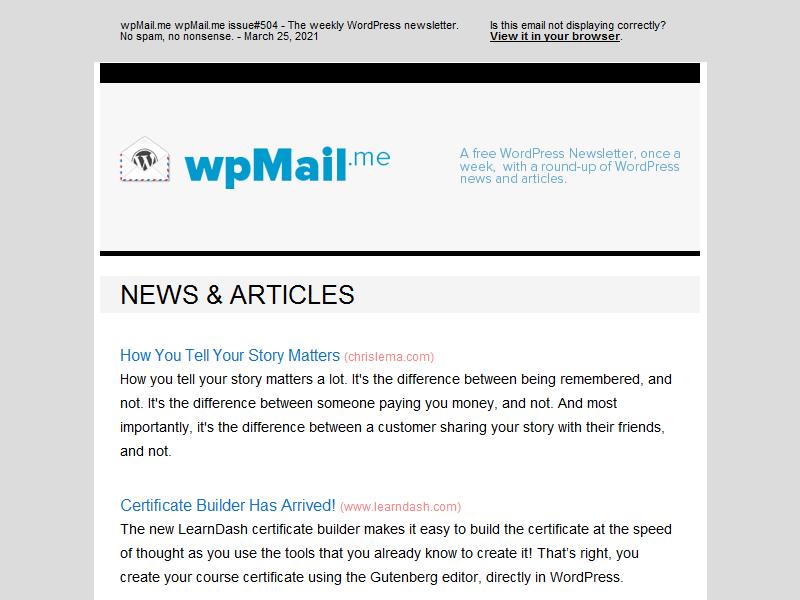 wpMail.me wpMail.me issue#504 - The weekly WordPress newsletter.
No spam, no nonsense. - March 25, 2021
Is this email not displaying correctly?
View it in your browser.
wpMail.me
A free WordPress Newsletter, once a
week, with a round-up of WordPress
news and articles.
NEWS & ARTICLES
How You Tell Your Story Matters (chrislema.com)
How you tell your story matters a lot. It's the difference between being remembered, and
not. It's the difference between someone paying you money, and not. And most
importantly, it's the difference between a customer sharing your story with their friends,
and not.
Certificate Builder Has Arrived! (www.learndash.com)
The new LearnDash certificate builder makes it easy to build the certificate at the speed
of thought as you use the tools that you already know to create it! That’s right, you
create your course certificate using the Gutenberg editor, directly in WordPress.